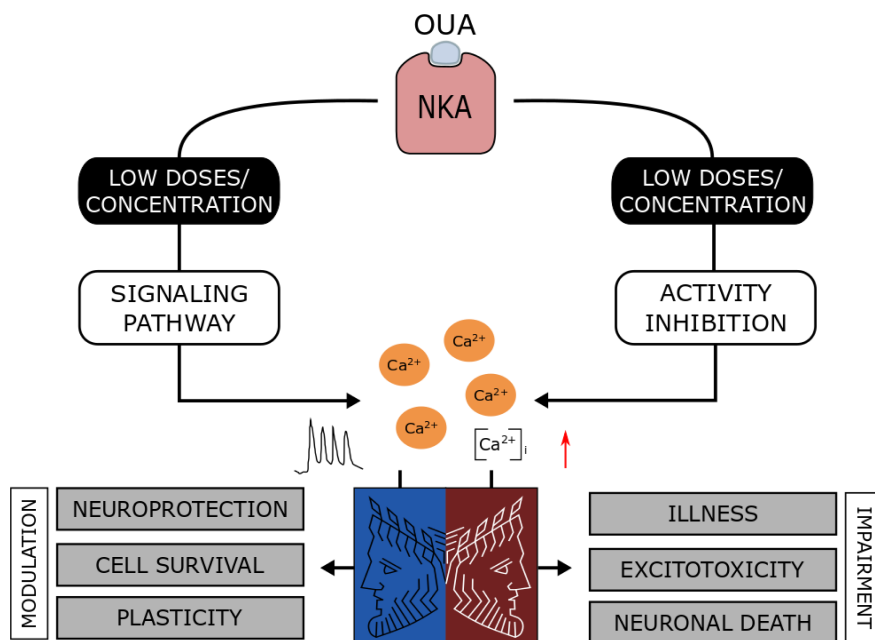 OUA
NKA
LOW DOSES/
CONCENTRATION
LOW DOSES/
CONCENTRATION
SIGNALING
PATHWAY
ACTIVITY
INHIBITION
Ca²⁺
Ca²⁺
Ca²⁺
Ca²⁺
[Ca²⁺]ᵢ
MODULATION
NEUROPROTECTION
CELL SURVIVAL
PLASTICITY
ILLNESS
EXCITOTOXICITY
NEURONAL DEATH
IMPAIRMENT